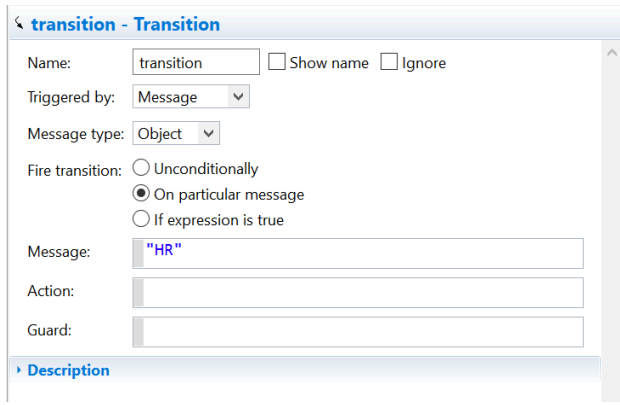 transition - Transition
Name: transition Show name Ignore
Triggered by: Message
Message type: Object
Fire transition: Unconditionally
On particular message
If expression is true
Message: "HR"
Action:
Guard:
Description